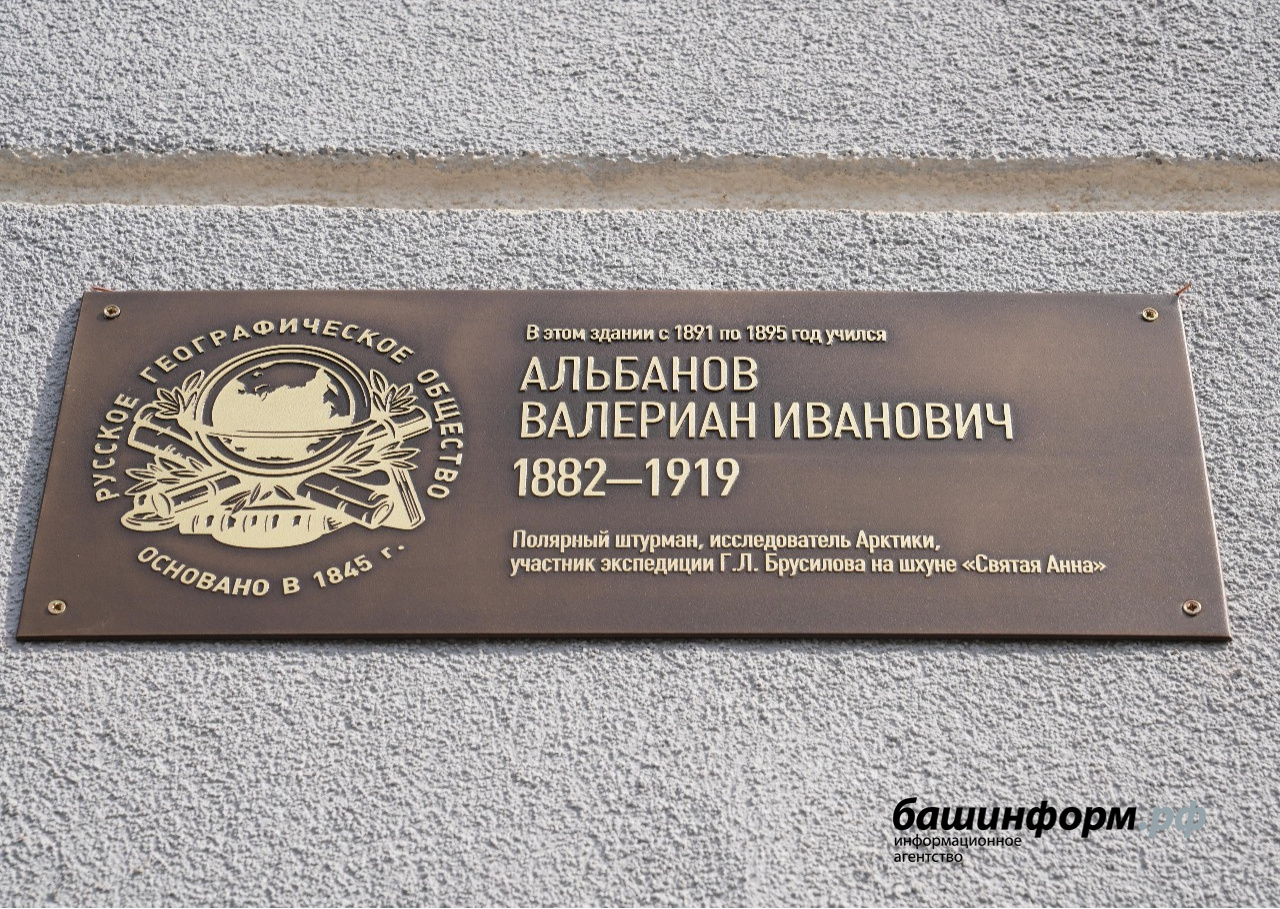 РУССКОЕ ГЕОГРАФИЧЕСКОЕ ОБЩЕСТВО
ОСНОВАНО В 1845 г.
В этом здании с 1891 по 1895 год учился
АЛЬБАНОВ
ВАЛЕРИАН ИВАНОВИЧ
1882—1919
Полярный штурман, исследователь Арктики,
участник экспедиции Г.Л. Брусилова на шхуне «Святая Анна»
башинформ.рф
информационное
агентство